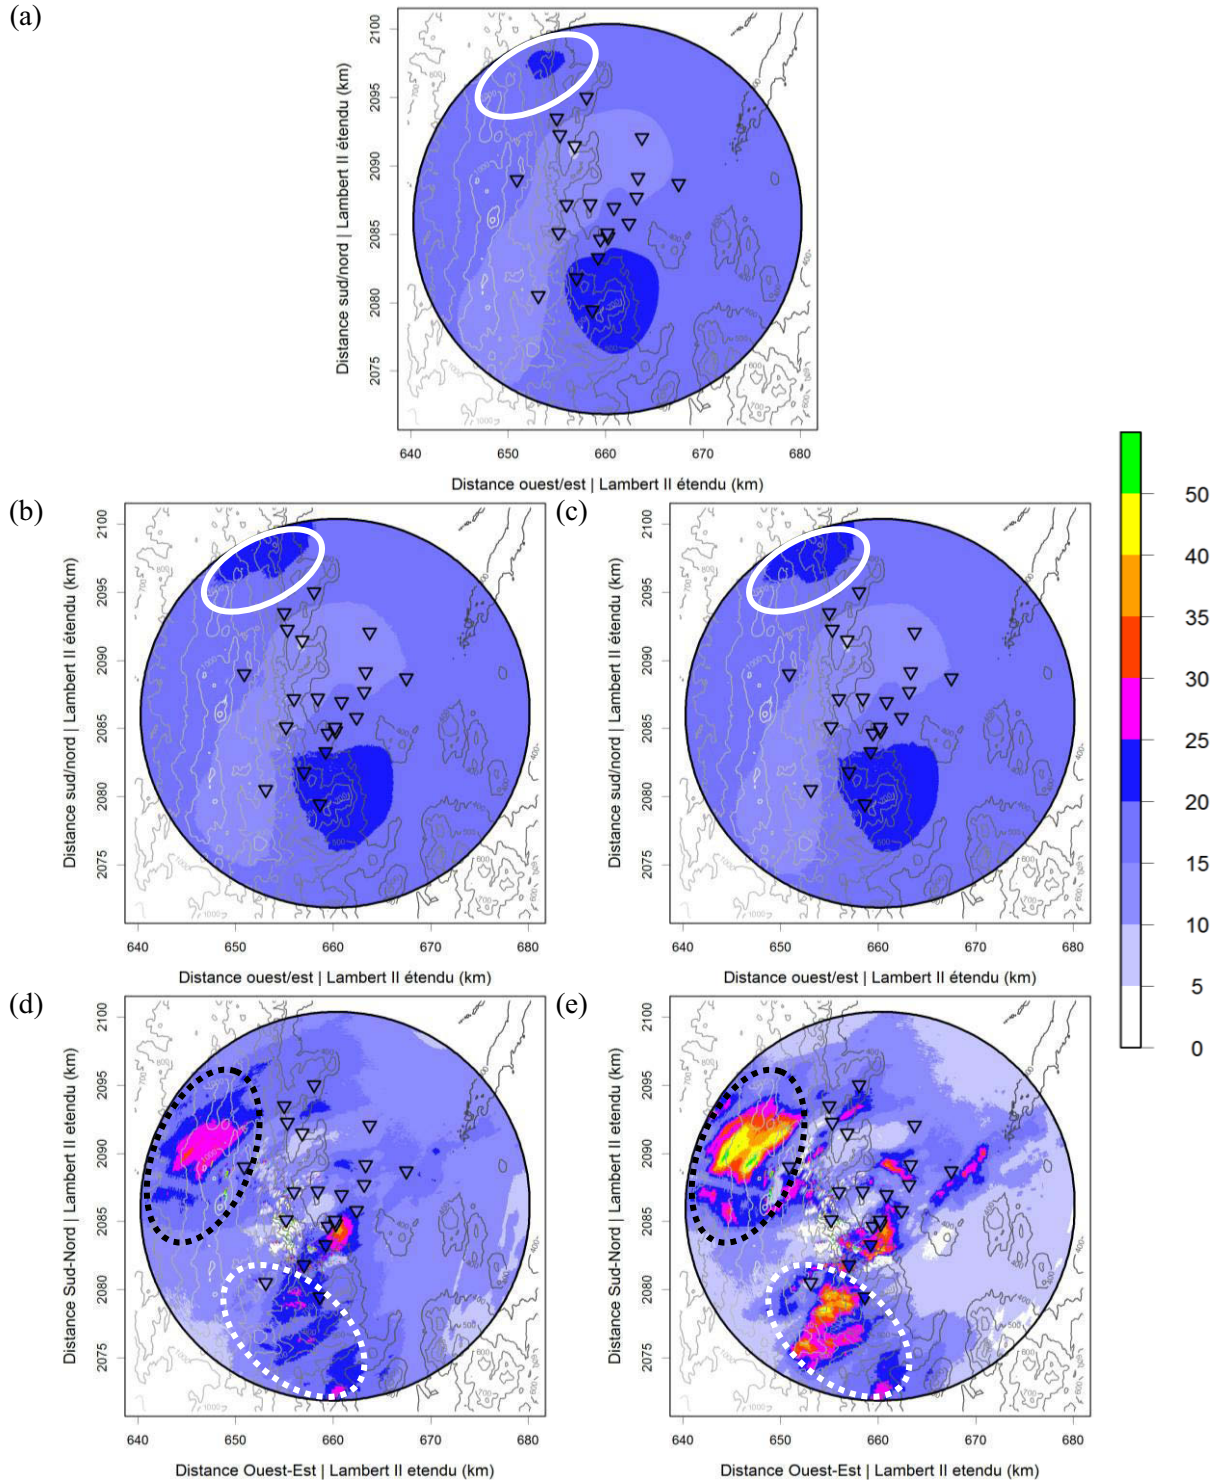 (a)
2100
2095
2090
2085
2080
2075
Distance sud/nord | Lambert II étendu (km)
640 650 660 670 680
Distance ouest/est | Lambert II étendu (km)
(b)
2100
2095
2090
2085
2080
2075
Distance sud/nord | Lambert II étendu (km)
640 650 660 670 680
Distance ouest/est | Lambert II étendu (km)
(c)
2100
2095
2090
2085
2080
2075
Distance sud/nord | Lambert II étendu (km)
640 650 660 670 680
Distance ouest/est | Lambert II étendu (km)
50
40
35
30
25
20
15
10
5
0
(d)
2100
2095
2090
2085
2080
2075
Distance Sud-Nord | Lambert II etendu (km)
640 650 660 670 680
Distance Ouest-Est | Lambert II etendu (km)
(e)
2100
2095
2090
2085
2080
2075
Distance Sud-Nord | Lambert II etendu (km)
640 650 660 670 680
Distance Ouest-Est | Lambert II etendu (km)